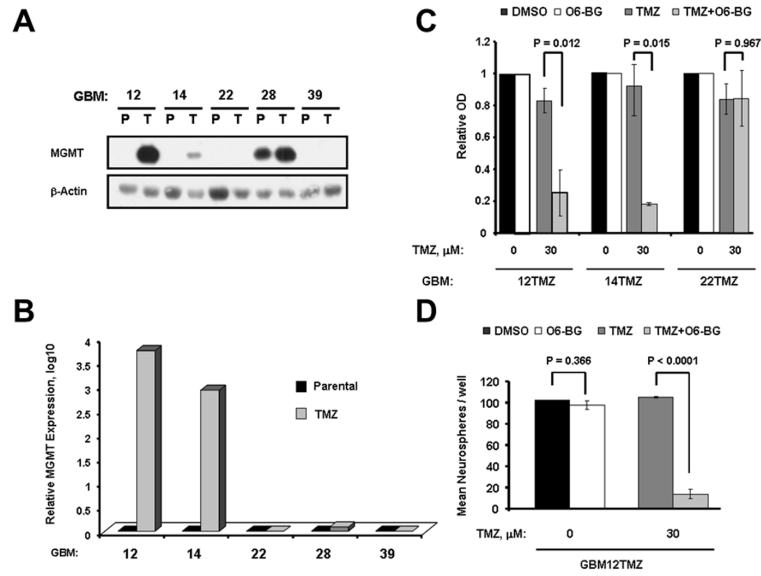 A
GBM: 12 14 22 28 39
P T P T P T P T P T
MGMT
β-Actin
B
Relative MGMT Expression, log10
4
3.5
3
2.5
2
1.5
1
0.5
0
Parental
TMZ
GBM: 12 14 22 28 39
C
DMSO O6-BG TMZ TMZ+O6-BG
P = 0.012 P = 0.015 P = 0.967
Relative OD
1.2
1
0.8
0.6
0.4
0.2
0
TMZ, μM: 0 30 0 30 0 30
GBM: 12TMZ 14TMZ 22TMZ
D
DMSO O6-BG TMZ TMZ+O6-BG
P = 0.366 P < 0.0001
Mean Neurospheres / well
120
100
80
60
40
20
0
TMZ, μM: 0 30
GBM12TMZ